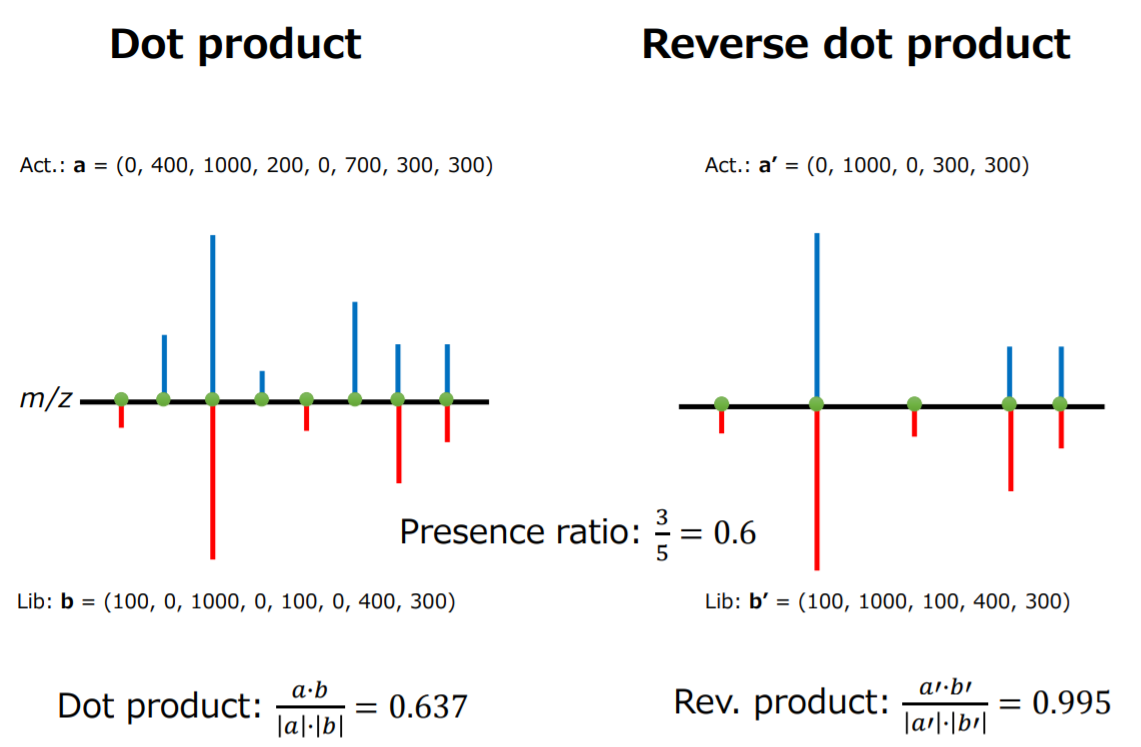 Dot product
Reverse dot product
Act.: a = (0, 400, 1000, 200, 0, 700, 300, 300)
Act.: a′ = (0, 1000, 0, 300, 300)
m/z
Presence ratio: 3/5 = 0.6
Lib: b = (100, 0, 1000, 0, 100, 0, 400, 300)
Lib: b′ = (100, 1000, 100, 400, 300)
Dot product: a·b / |a|·|b| = 0.637
Rev. product: a′·b′ / |a′|·|b′| = 0.995